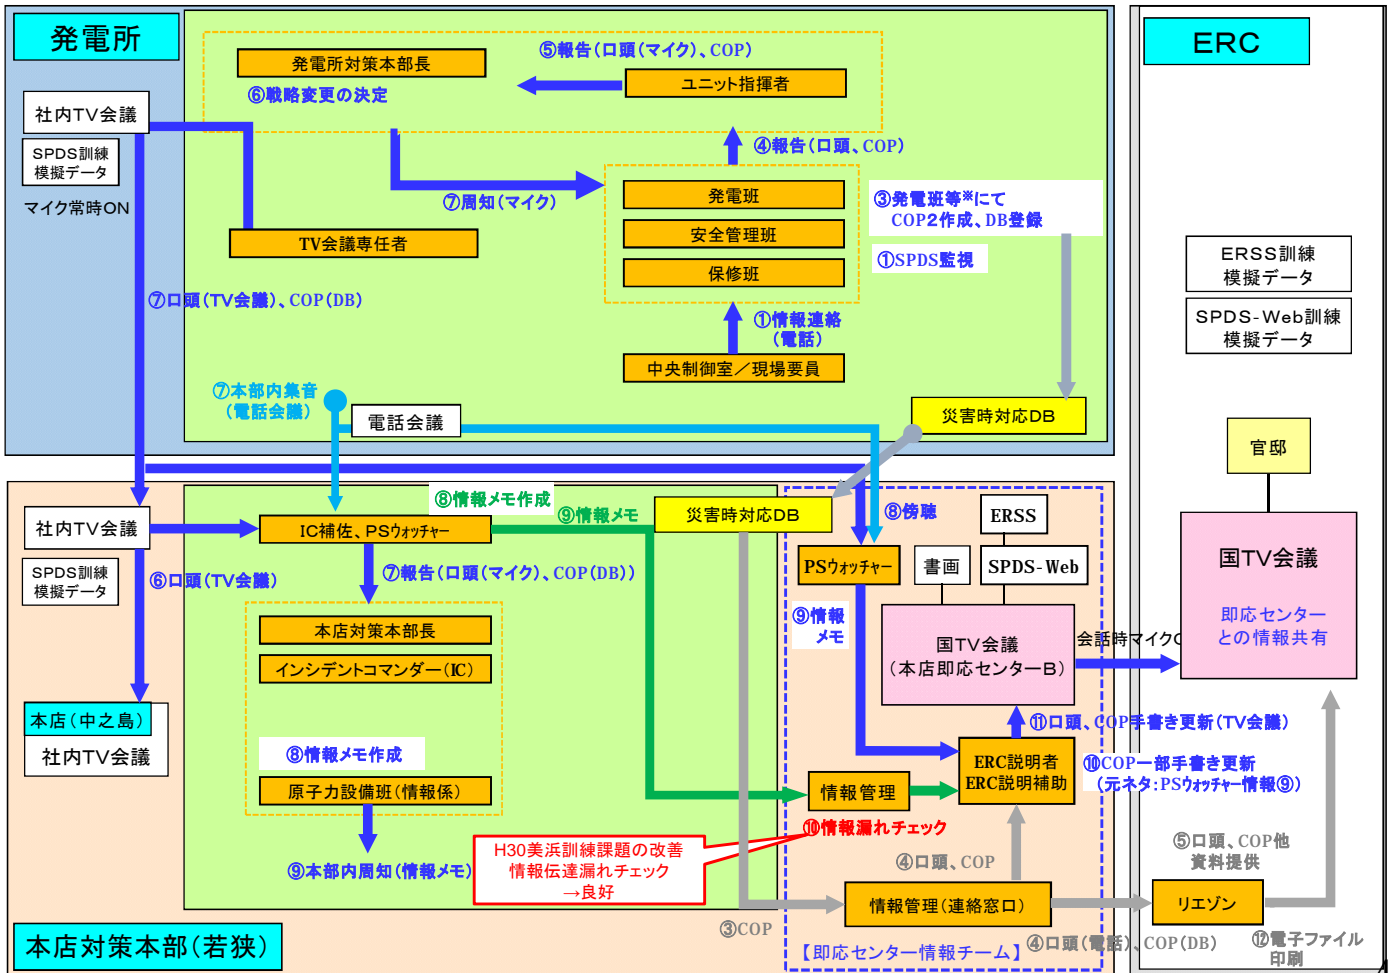 発電所
ERC
⑤報告（口頭（マイク）、COP）
発電所対策本部長
ユニット指揮者
⑥戦略変更の決定
社内TV会議
SPDS訓練
模擬データ
マイク常時ON
④報告（口頭、COP）
⑦周知（マイク）
発電班
安全管理班
保修班
③発電班等※にて
COP2作成、DB登録
①SPDS監視
TV会議専任者
⑦口頭（TV会議）、COP（DB）
①情報連絡
（電話）
中央制御室／現場要員
ERSS訓練
模擬データ
SPDS-Web訓練
模擬データ
⑦本部内集音
（電話会議）
電話会議
災害時対応DB
官邸
⑧情報メモ作成
⑨情報メモ
災害時対応DB
⑧傍聴
ERSS
社内TV会議
IC補佐、PSウォッチャー
SPDS訓練
模擬データ
⑥口頭（TV会議）
⑦報告（口頭（マイク）、COP（DB））
PSウォッチャー
書画
SPDS-Web
国TV会議
即応センター
との情報共有
⑨情報
メモ
国TV会議
（本店即応センターB）
会話時マイクO
本店対策本部長
インシデントコマンダー（IC）
本店（中之島）
社内TV会議
⑧情報メモ作成
⑪口頭、COP手書き更新（TV会議）
ERC説明者
ERC説明補助
⑩COP一部手書き更新
（元ネタ：PSウォッチャー情報⑨）
原子力設備班（情報係）
情報管理
⑩情報漏れチェック
H30美浜訓練課題の改善
情報伝達漏れチェック
→良好
⑨本部内周知（情報メモ）
④口頭、COP
⑤口頭、COP他
資料提供
情報管理（連絡窓口）
リエゾン
③COP
④口頭（電話）、COP（DB）
⑫電子ファイル
印刷
【即応センター情報チーム】
本店対策本部（若狭）